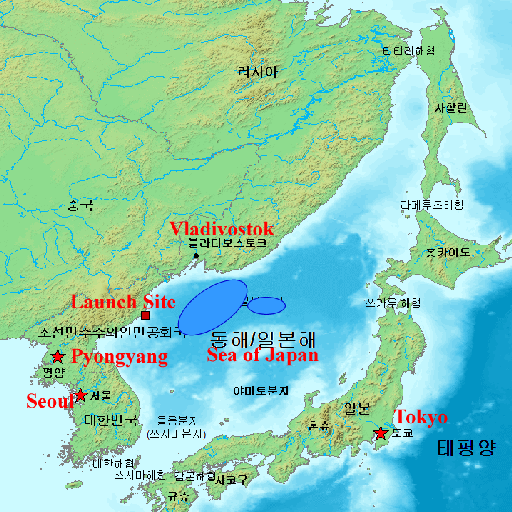 타타르해협
러시아
사할린
중국
라페루즈해협
Vladivostok
블라디보스토크
홋카이도
Launch Site
쓰가루해협
조선민주주의인민공화국
동해/일본해
Pyongyang
Sea of Japan
평양
야마토분지
Seoul
서울
일본
Tokyo
대한민국
울릉분지
(쓰시마분지)
혼슈
도쿄
태평양
대한해협
쓰시마해협
시코쿠
규슈